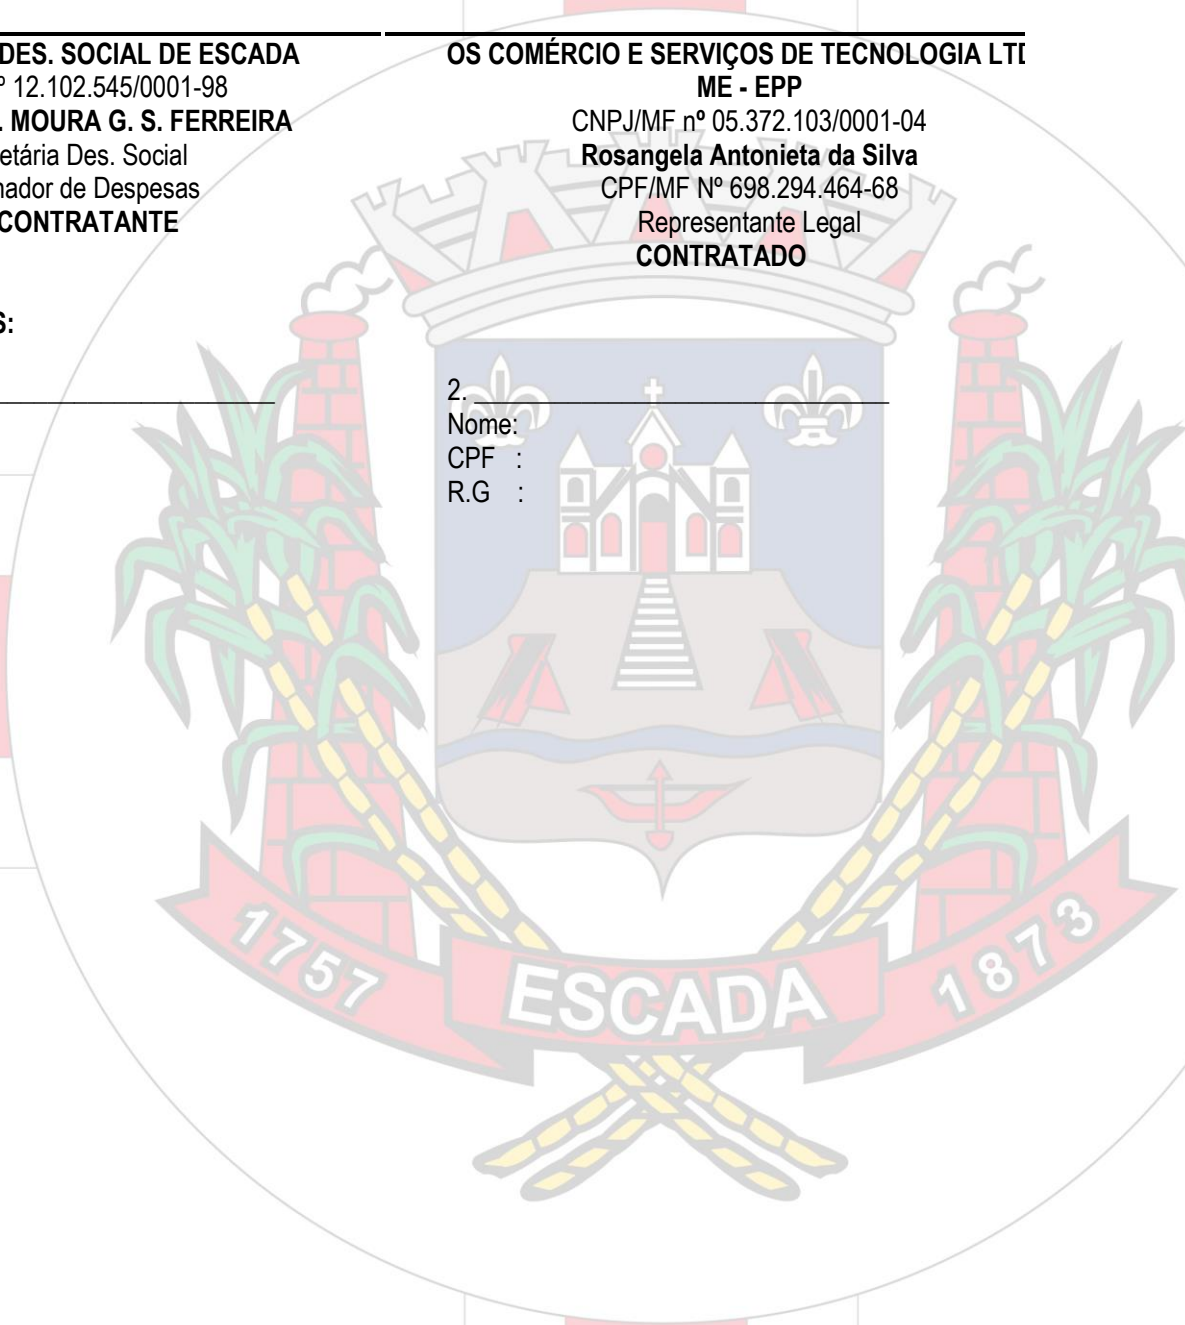 DES. SOCIAL DE ESCADA
º 12.102.545/0001-98
. MOURA G. S. FERREIRA
etária Des. Social
nador de Despesas
CONTRATANTE
OS COMÉRCIO E SERVIÇOS DE TECNOLOGIA LTD
ME - EPP
CNPJ/MF nº 05.372.103/0001-04
Rosangela Antonieta da Silva
CPF/MF Nº 698.294.464-68
Representante Legal
CONTRATADO
S:
2. ______________________________
Nome:
CPF :
R.G :
1757
ESCADA
1873